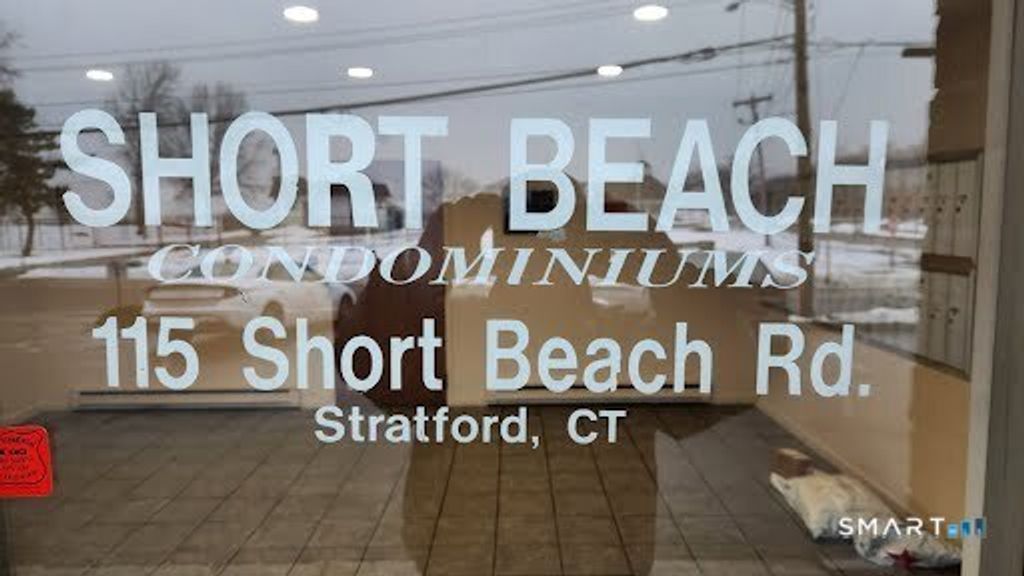 SHORT BEACH
CONDOMINIUMS
115 Short Beach Rd.
Stratford, CT
SMART